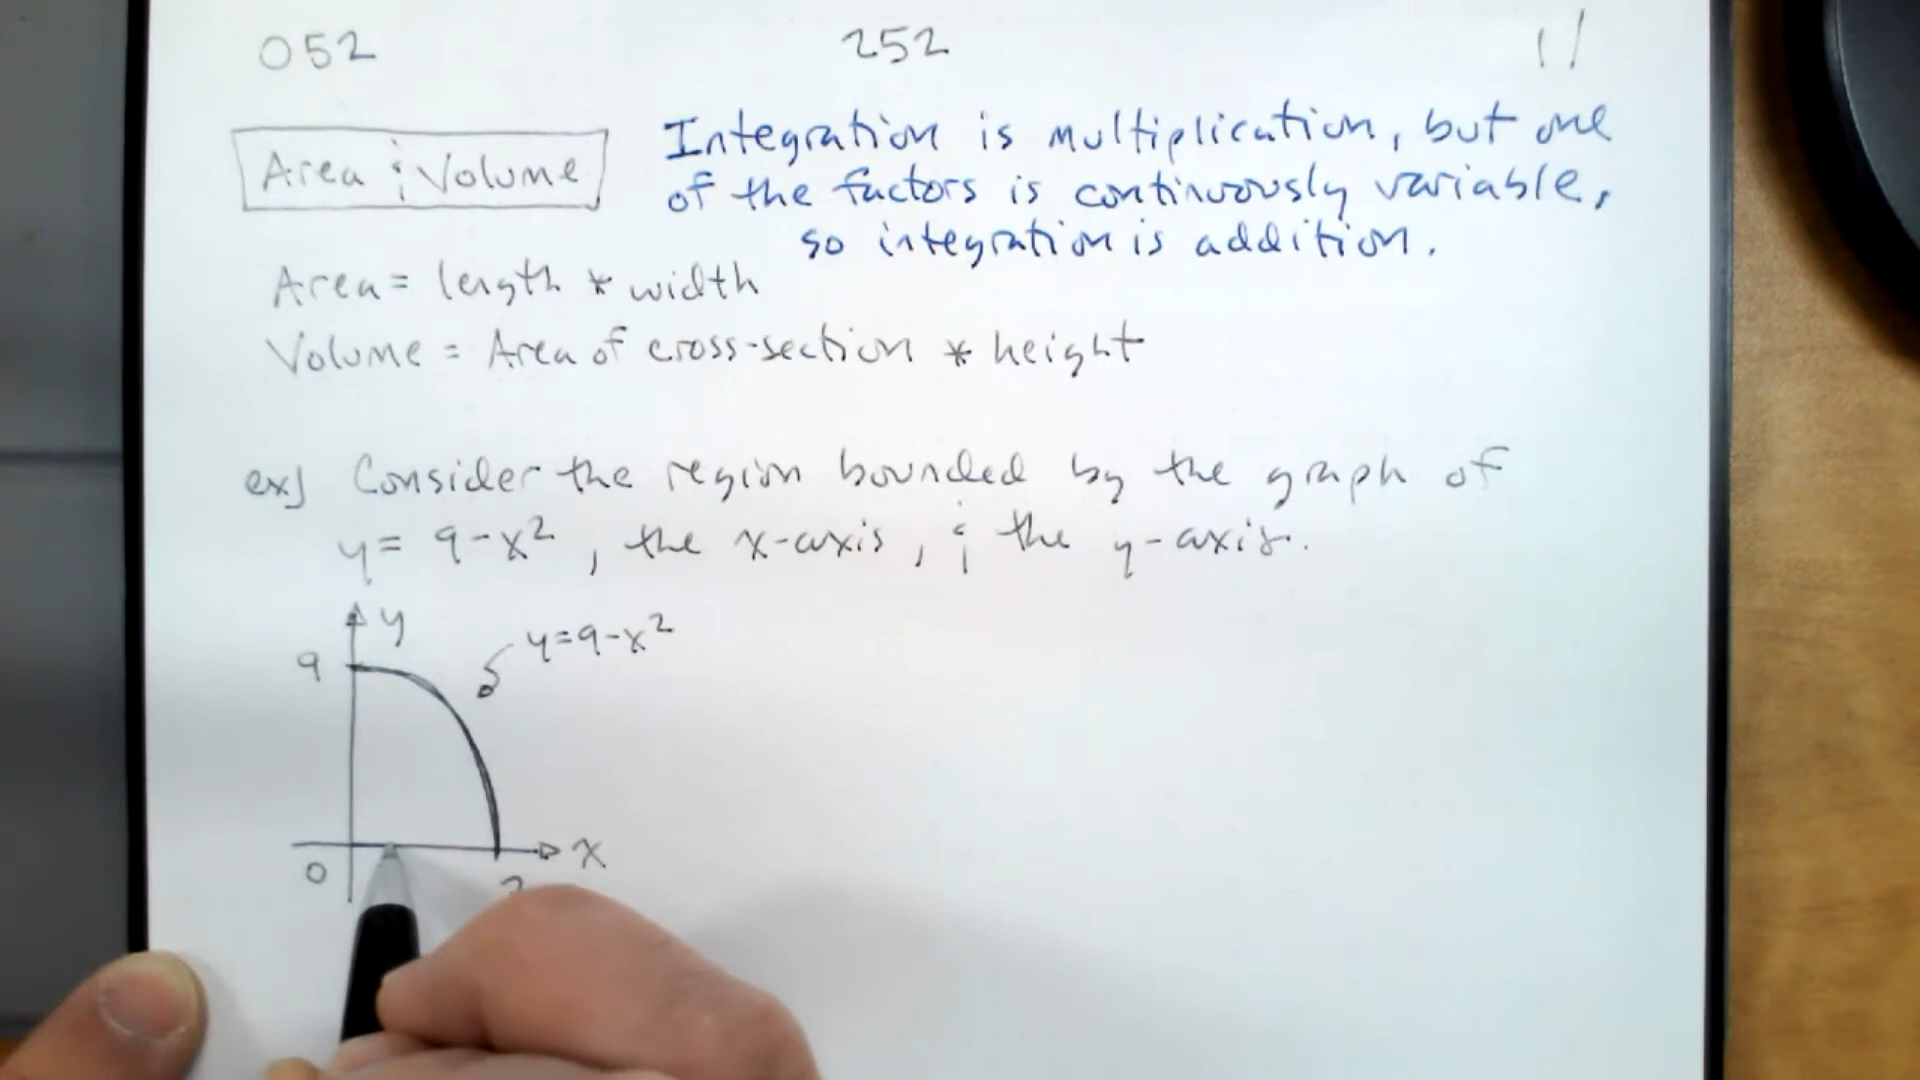 052 252 1/
Area & Volume
Integration is multiplication, but one
of the factors is continuously variable,
so integration is addition.
Area = length * width
Volume = Area of cross-section * height
ex] Consider the region bounded by the graph of
y = 9-x², the x-axis, & the y-axis.
y
y=9-x²
9
x
0